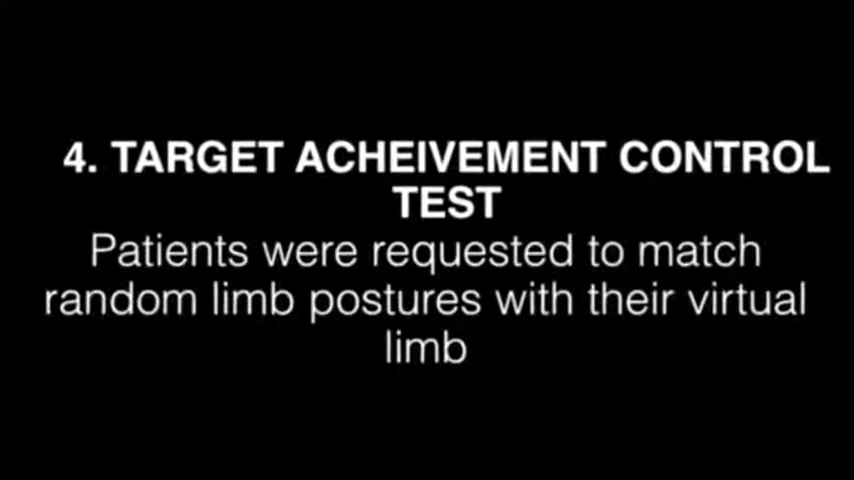 4. TARGET ACHEIVEMENT CONTROL
TEST
Patients were requested to match
random limb postures with their virtual
limb